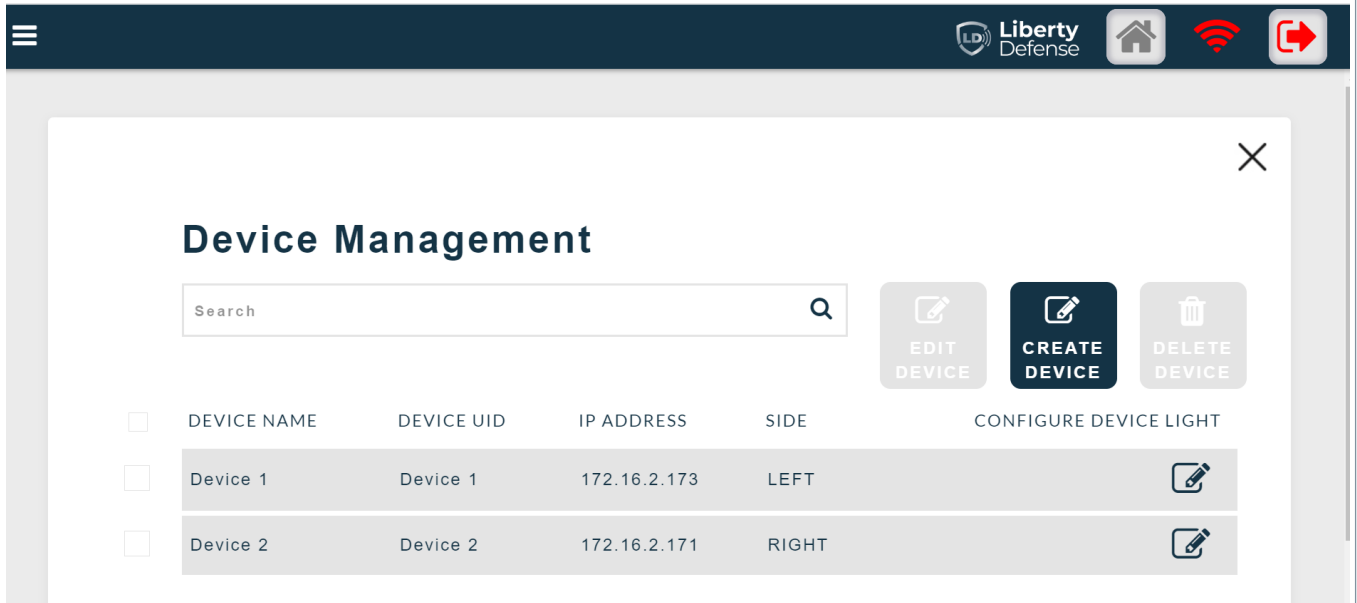 LD Liberty
Defense
Device Management
Search
EDIT
DEVICE
CREATE
DEVICE
DELETE
DEVICE
DEVICE NAME DEVICE UID IP ADDRESS SIDE CONFIGURE DEVICE LIGHT
Device 1 Device 1 172.16.2.173 LEFT
Device 2 Device 2 172.16.2.171 RIGHT